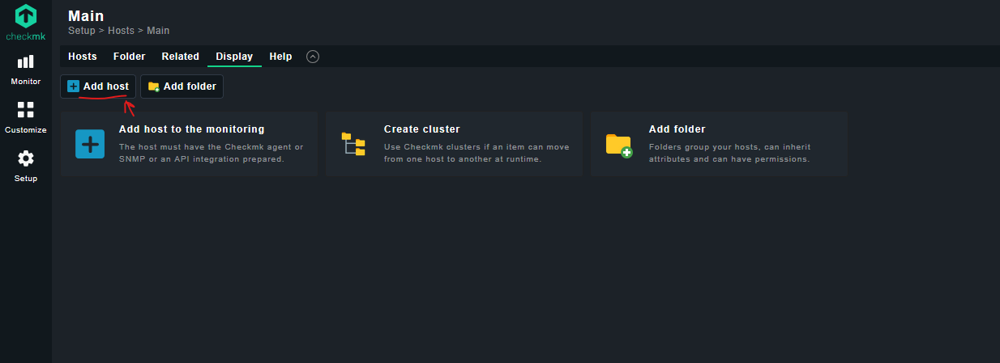 checkmk
Monitor
Customize
Setup
Main
Setup > Hosts > Main
Hosts Folder Related Display Help
Add host Add folder
Add host to the monitoring
The host must have the Checkmk agent or
SNMP or an API integration prepared.
Create cluster
Use Checkmk clusters if an item can move
from one host to another at runtime.
Add folder
Folders group your hosts, can inherit
attributes and can have permissions.